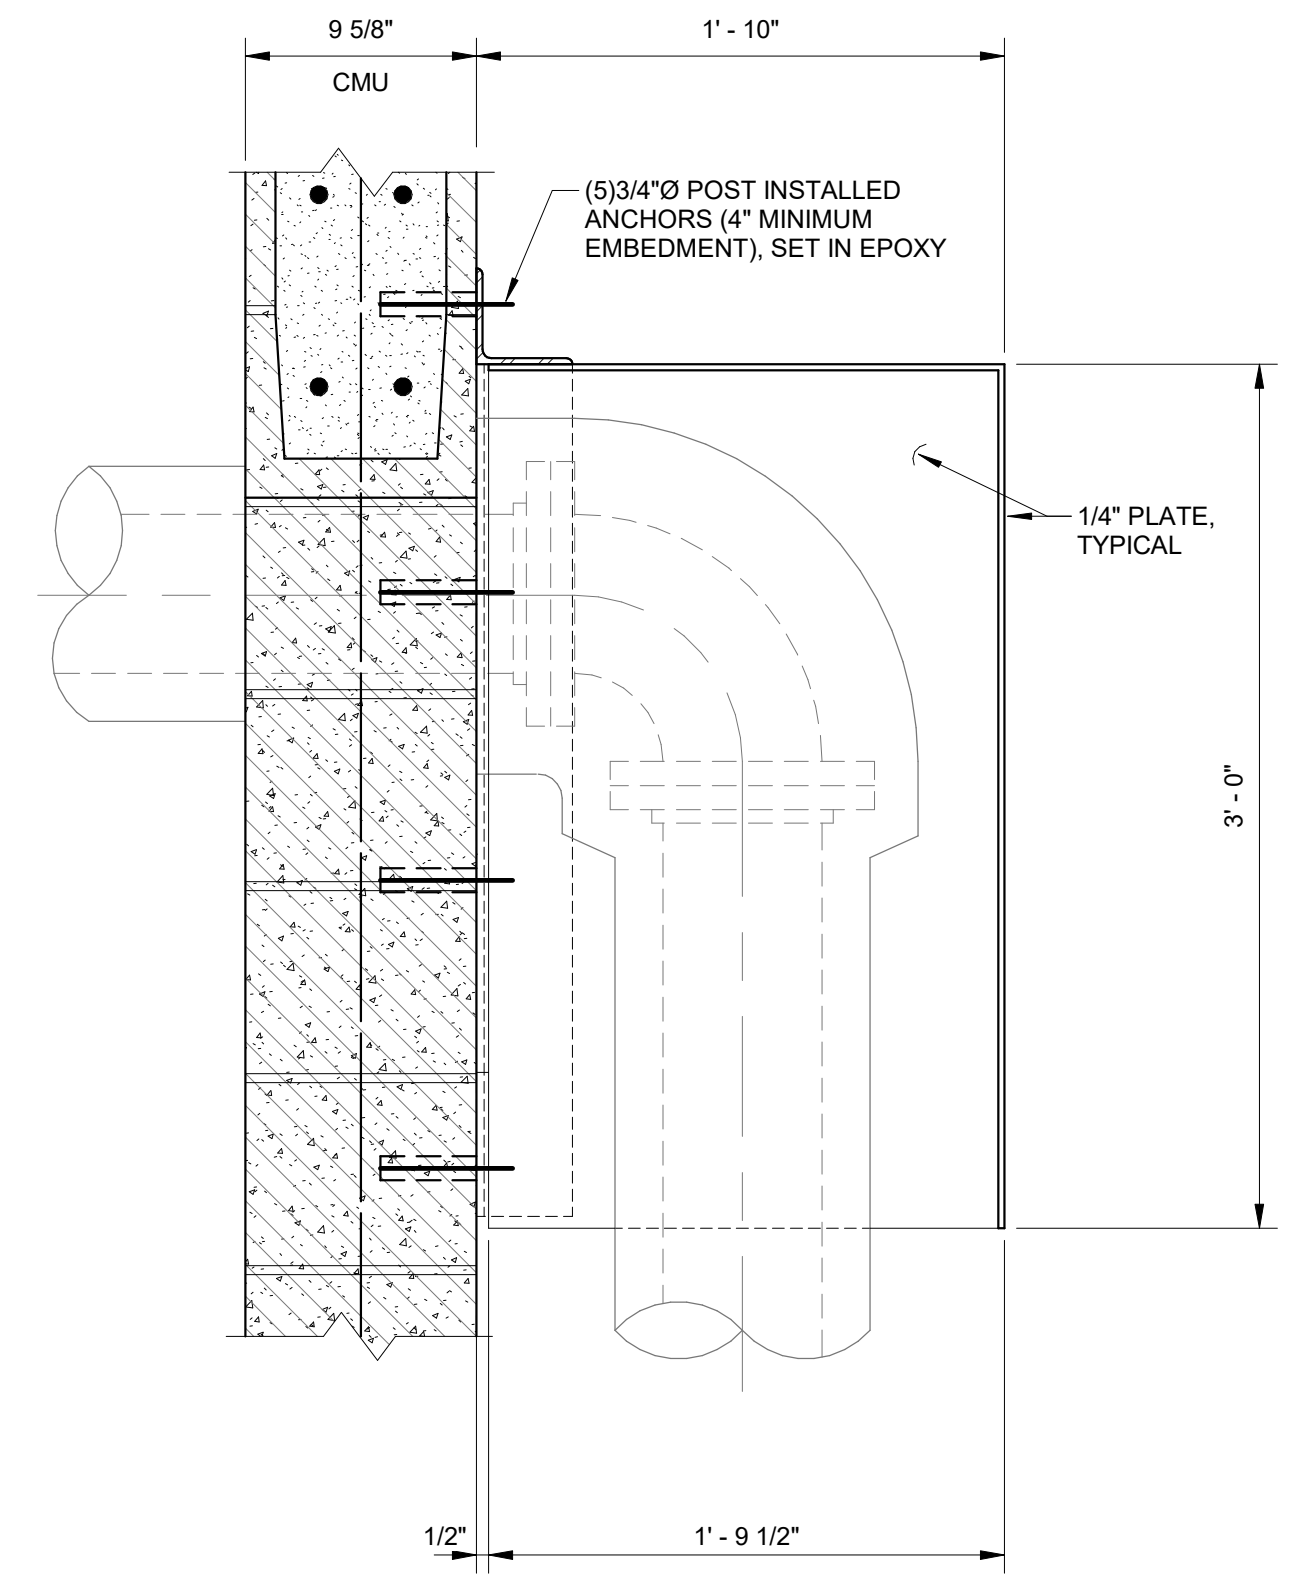 9 5/8"
1' - 10"
CMU
(5)3/4"Ø POST INSTALLED
ANCHORS (4" MINIMUM
EMBEDMENT), SET IN EPOXY
1/4" PLATE,
TYPICAL
3' - 0"
1/2"
1' - 9 1/2"